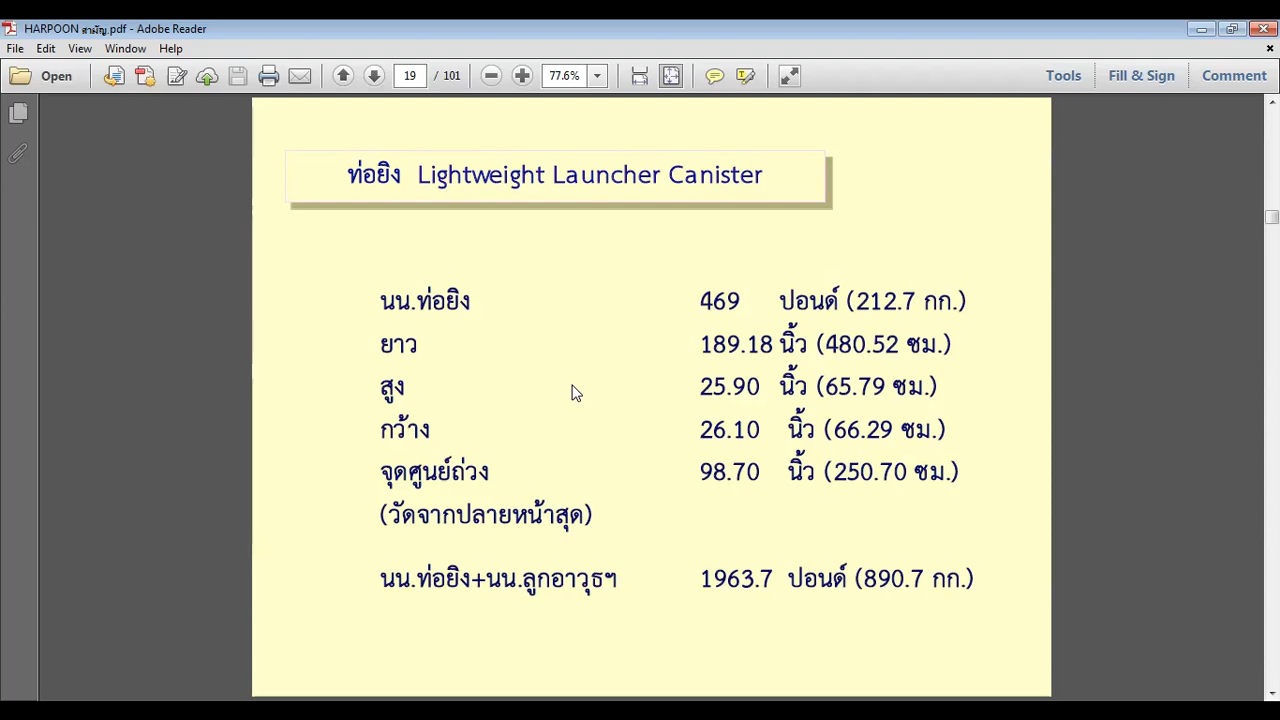 HARPOON สามัญ.pdf - Adobe Reader
File Edit View Window Help
Open 19 / 101 77.6% Tools Fill & Sign Comment
ท่อยิง Lightweight Launcher Canister
นน.ท่อยิง 469 ปอนด์ (212.7 กก.)
ยาว 189.18 นิ้ว (480.52 ซม.)
สูง 25.90 นิ้ว (65.79 ซม.)
กว้าง 26.10 นิ้ว (66.29 ซม.)
จุดศูนย์ถ่วง 98.70 นิ้ว (250.70 ซม.)
(วัดจากปลายหน้าสุด)
นน.ท่อยิง+นน.ลูกอาวุธฯ 1963.7 ปอนด์ (890.7 กก.)